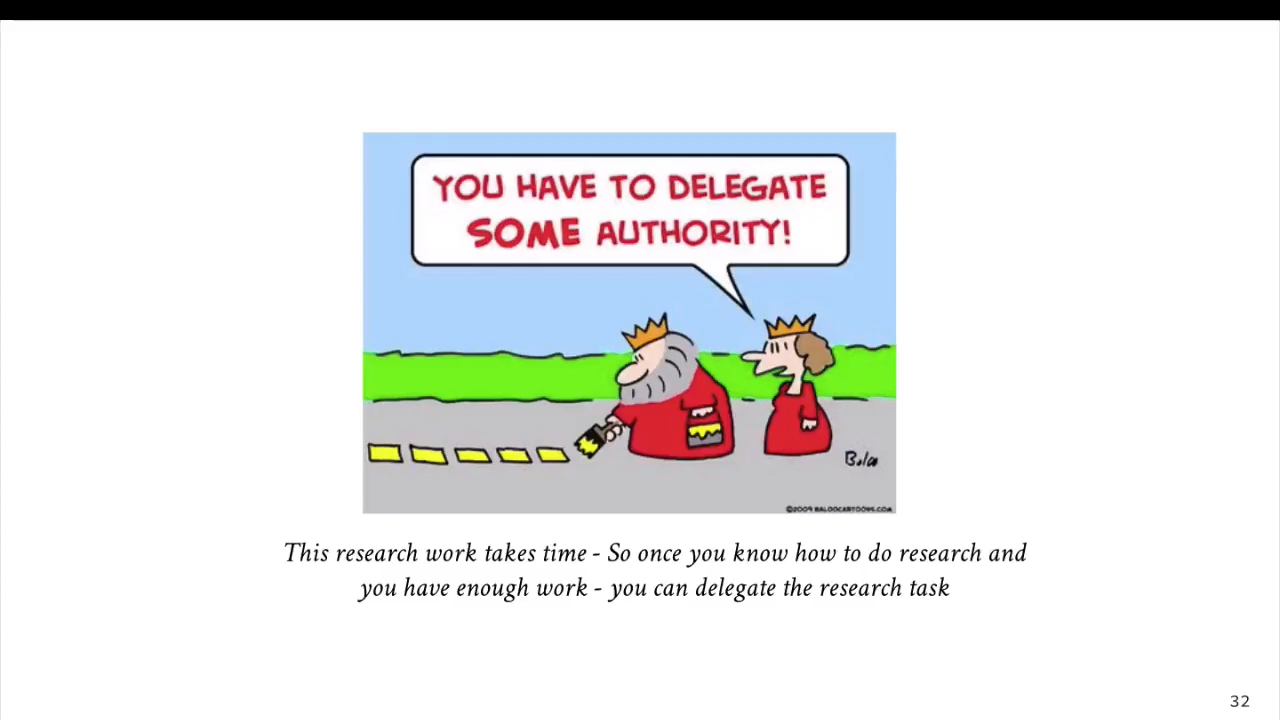 YOU HAVE TO DELEGATE
SOME AUTHORITY!
Baloo
©2009 BALOOCARTOONS.COM
This research work takes time - So once you know how to do research and
you have enough work - you can delegate the research task
32